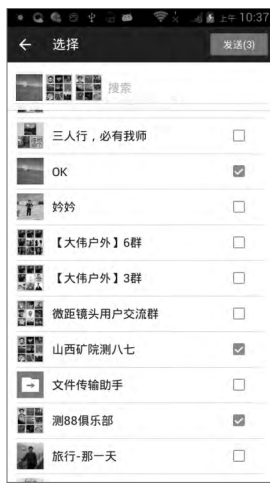 上午 10:37
选择
发送(3)
搜索
三人行，必有我师
OK
妗妗
【大伟户外】6群
【大伟户外】3群
微距镜头用户交流群
山西矿院测八七
文件传输助手
测88俱乐部
旅行-那一天